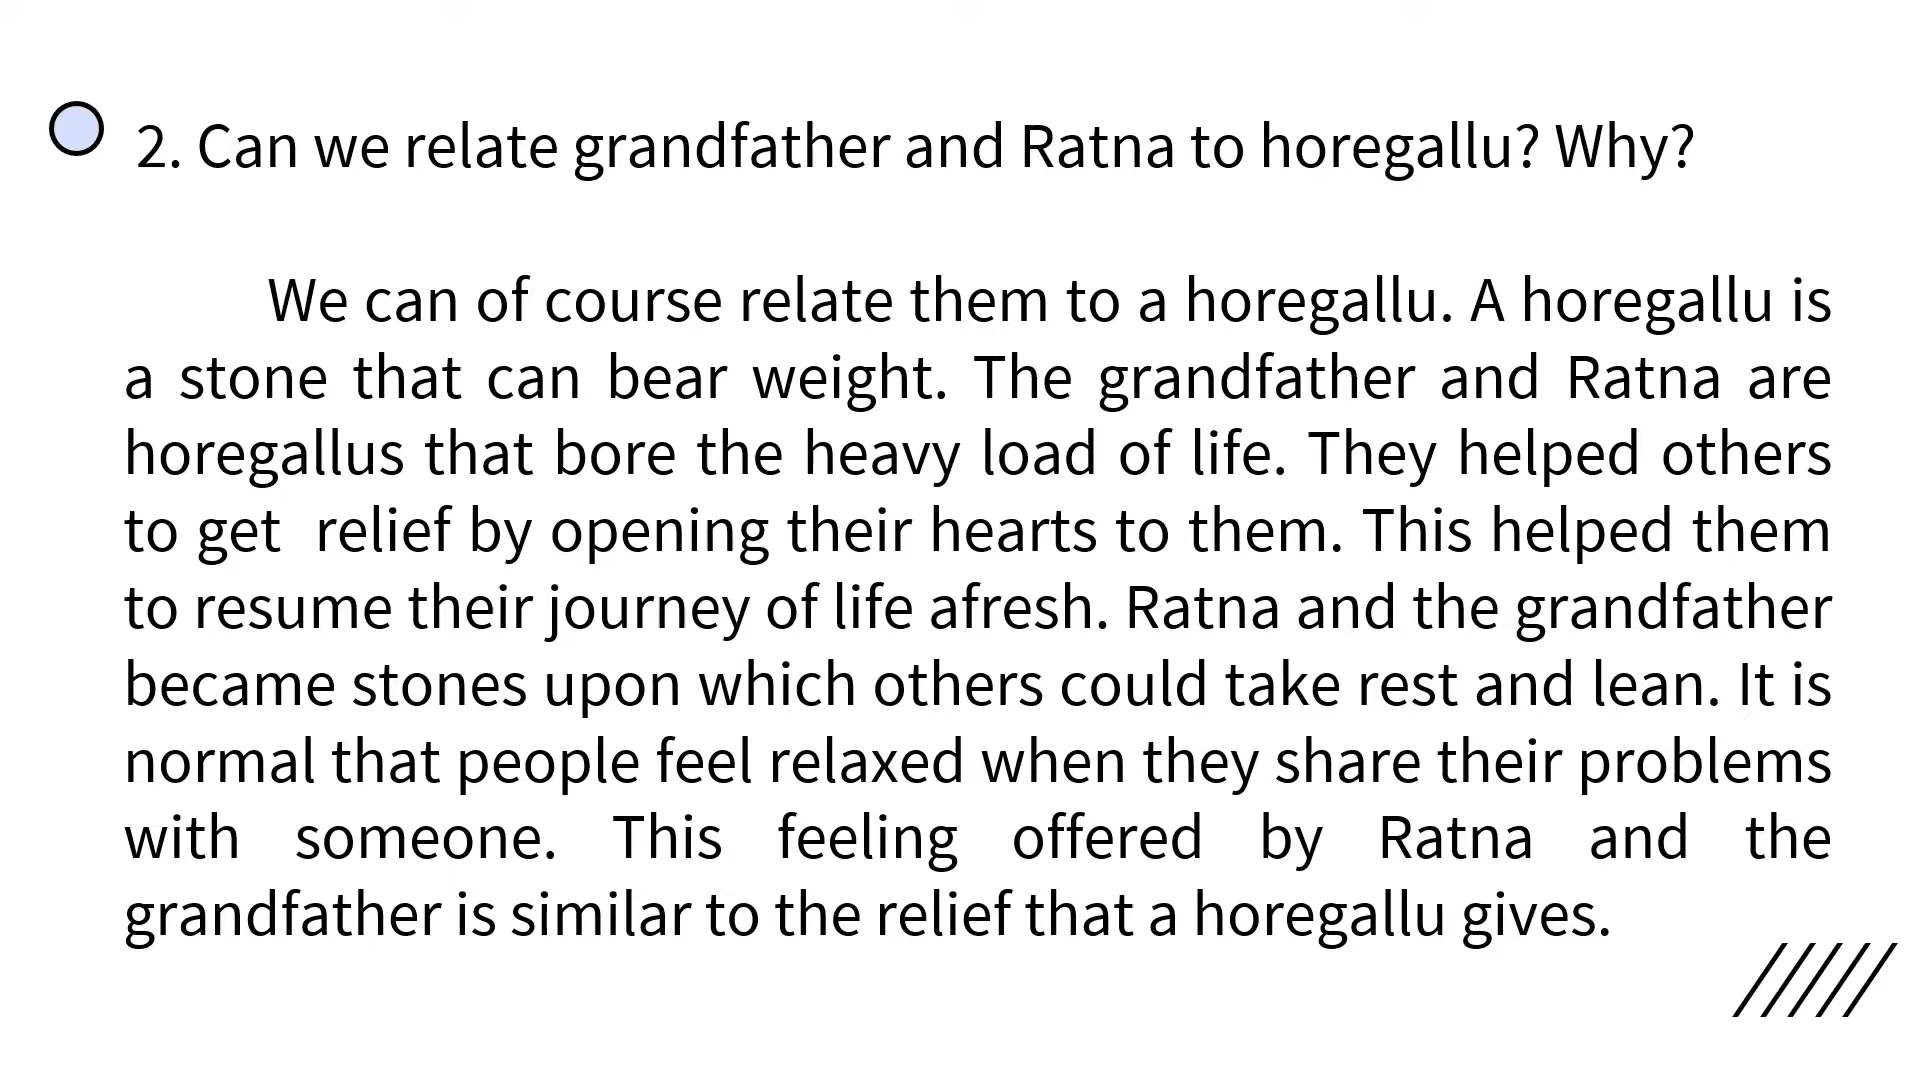 2. Can we relate grandfather and Ratna to horegallu? Why?
We can of course relate them to a horegallu. A horegallu is
a stone that can bear weight. The grandfather and Ratna are
horegallus that bore the heavy load of life. They helped others
to get  relief by opening their hearts to them. This helped them
to resume their journey of life afresh. Ratna and the grandfather
became stones upon which others could take rest and lean. It is
normal that people feel relaxed when they share their problems
with someone. This feeling offered by Ratna and the
grandfather is similar to the relief that a horegallu gives.